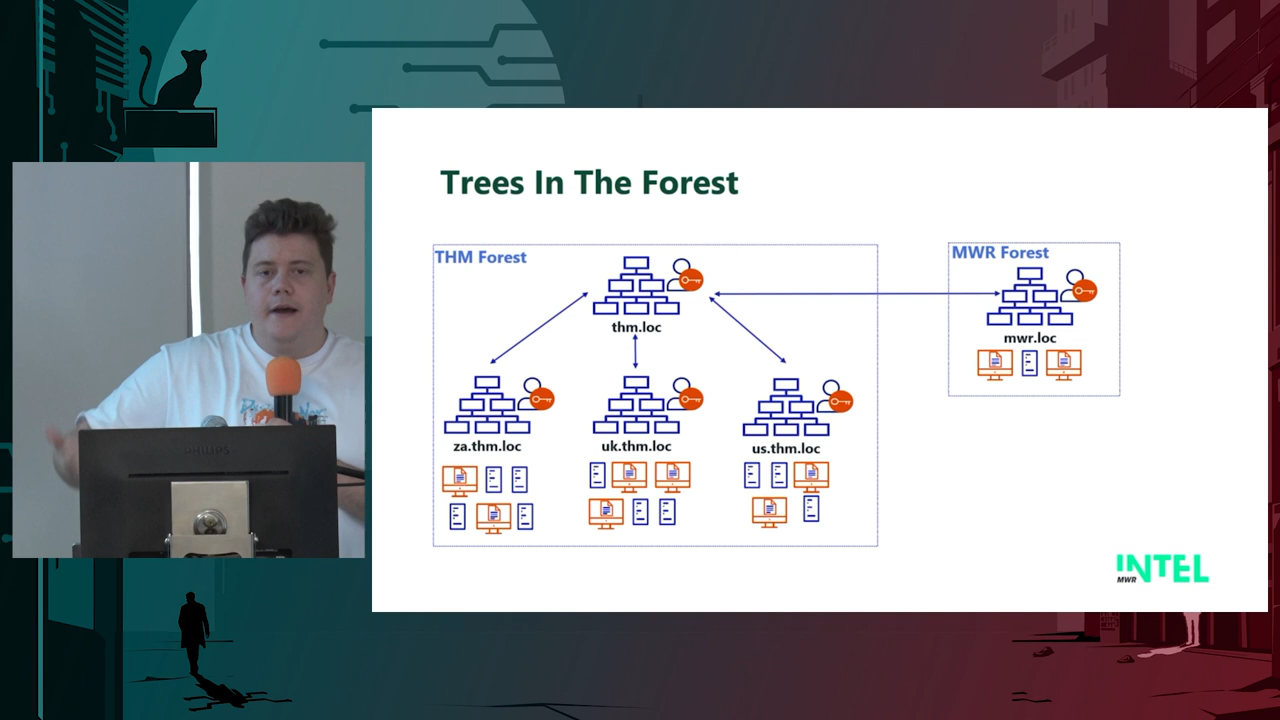 Trees In The Forest
THM Forest
MWR Forest
thm.loc
mwr.loc
za.thm.loc
uk.thm.loc
us.thm.loc
PHILIPS
INTEL
MWR